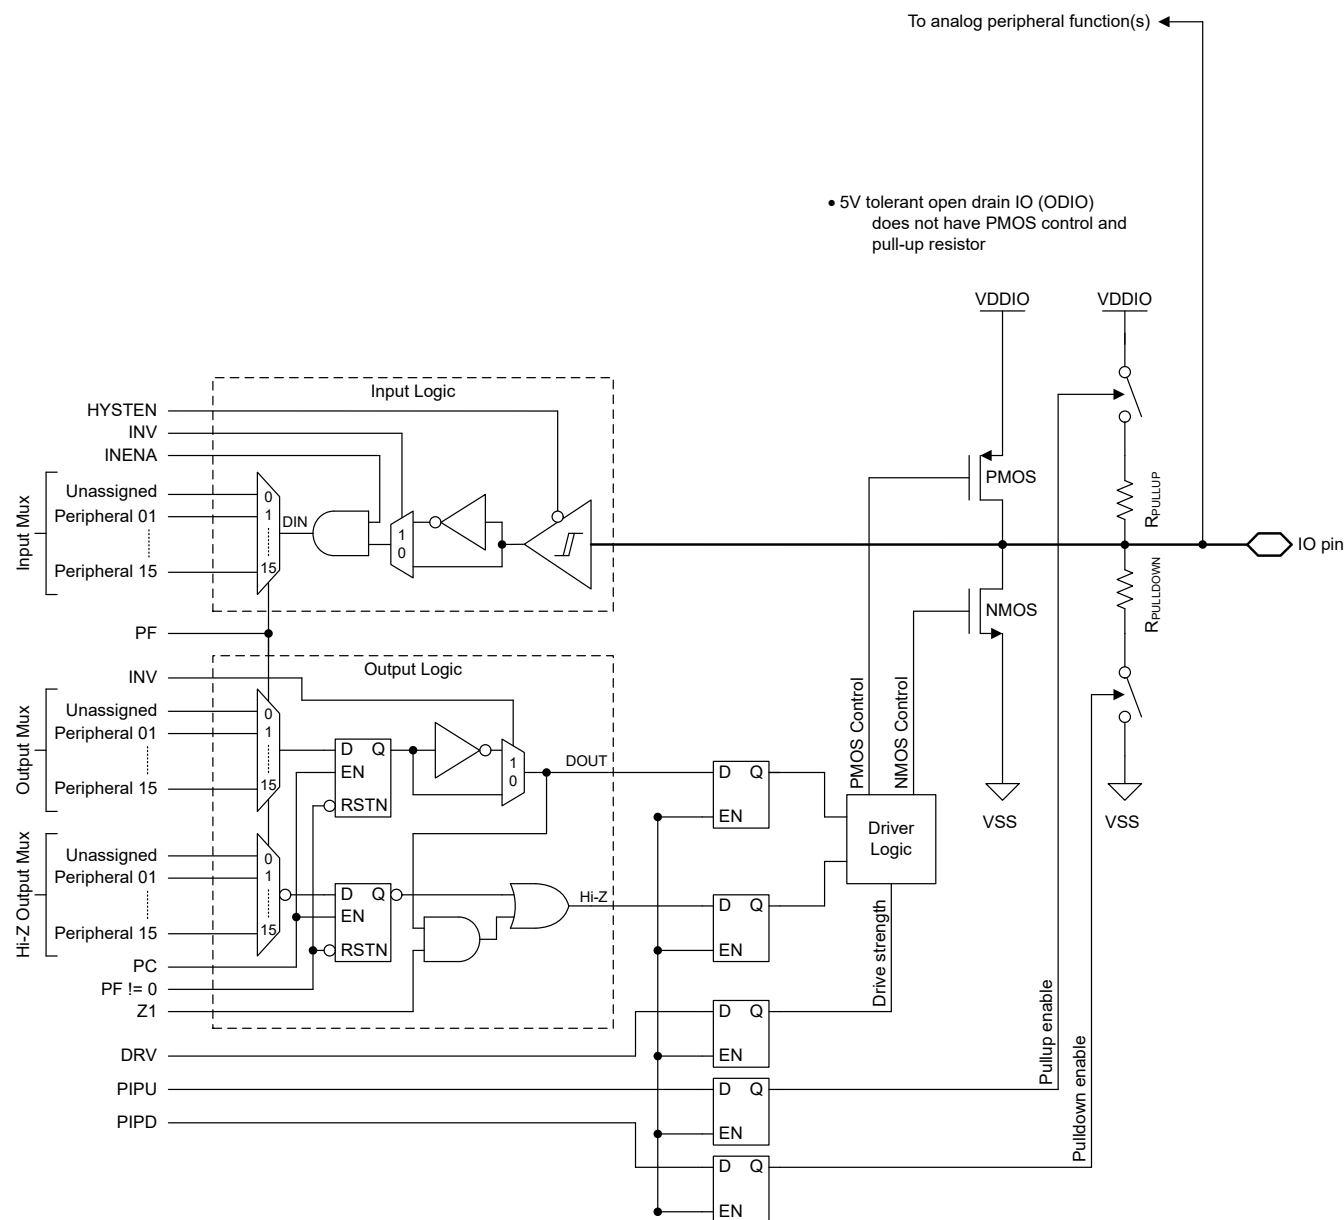 To analog peripheral function(s)
• 5V tolerant open drain IO (ODIO)
does not have PMOS control and
pull-up resistor
VDDIO
VDDIO
Input Logic
HYSTEN
INV
INENA
Input Mux
Unassigned
Peripheral 01
Peripheral 15
0
1
15
DIN
1
0
PMOS
RPULLUP
IO pin
NMOS
RPULLDOWN
PF
Output Logic
INV
Output Mux
Unassigned
Peripheral 01
Peripheral 15
0
1
15
D Q
EN
RSTN
1
0
DOUT
D Q
EN
PMOS Control
NMOS Control
Driver
Logic
VSS
VSS
Hi-Z Output Mux
Unassigned
Peripheral 01
Peripheral 15
0
1
15
D Q
EN
RSTN
Hi-Z
D Q
EN
PC
PF != 0
Z1
Drive strength
D Q
EN
DRV
PIPU
D Q
EN
Pullup enable
PIPD
D Q
EN
Pulldown enable